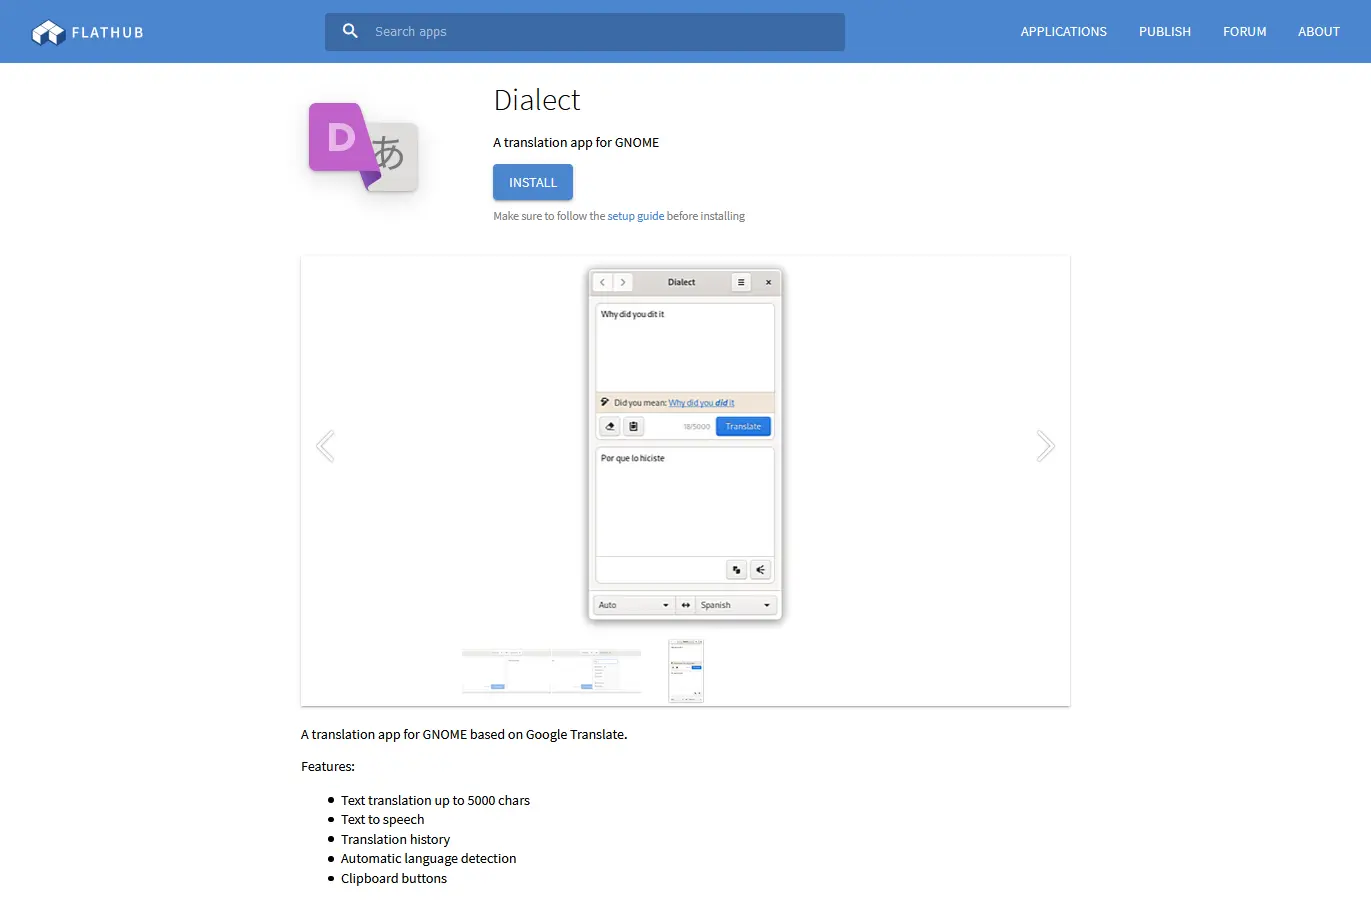 FLATHUB
Search apps
APPLICATIONS
PUBLISH
FORUM
ABOUT
D
あ
Dialect
A translation app for GNOME
INSTALL
Make sure to follow the setup guide before installing
Dialect
Why did you dit it
Did you mean: Why did you did it
18/5000
Translate
Por que lo hiciste
Auto
Spanish
A translation app for GNOME based on Google Translate.
Features:
Text translation up to 5000 chars
Text to speech
Translation history
Automatic language detection
Clipboard buttons